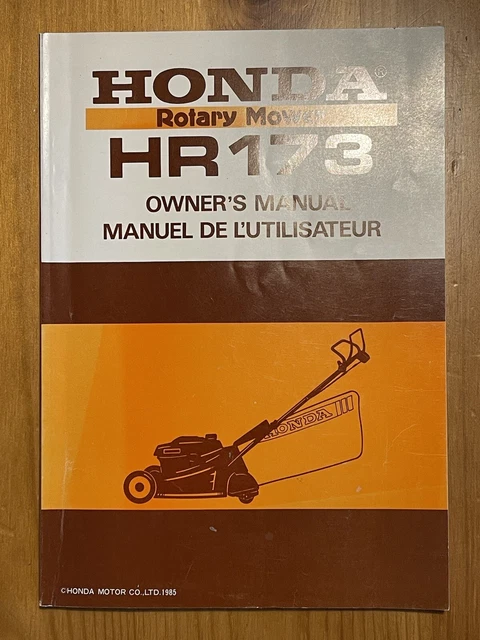 HONDA®
Rotary Mower
HR173
OWNER'S MANUAL
MANUEL DE L'UTILISATEUR
HONDA
©HONDA MOTOR CO.,LTD.1985